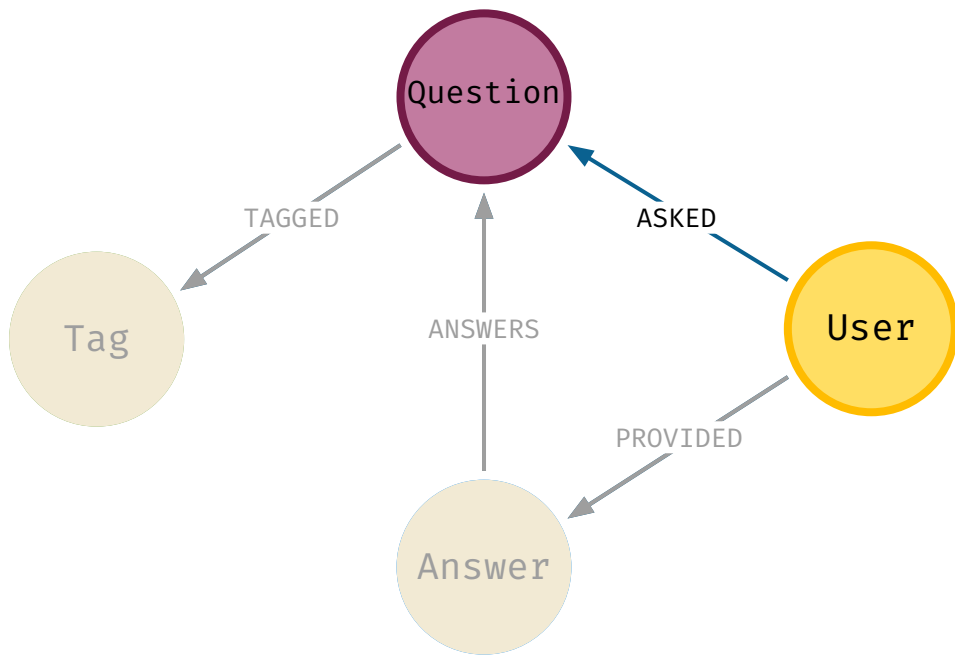 Question
TAGGED
ASKED
Tag
ANSWERS
User
PROVIDED
Answer